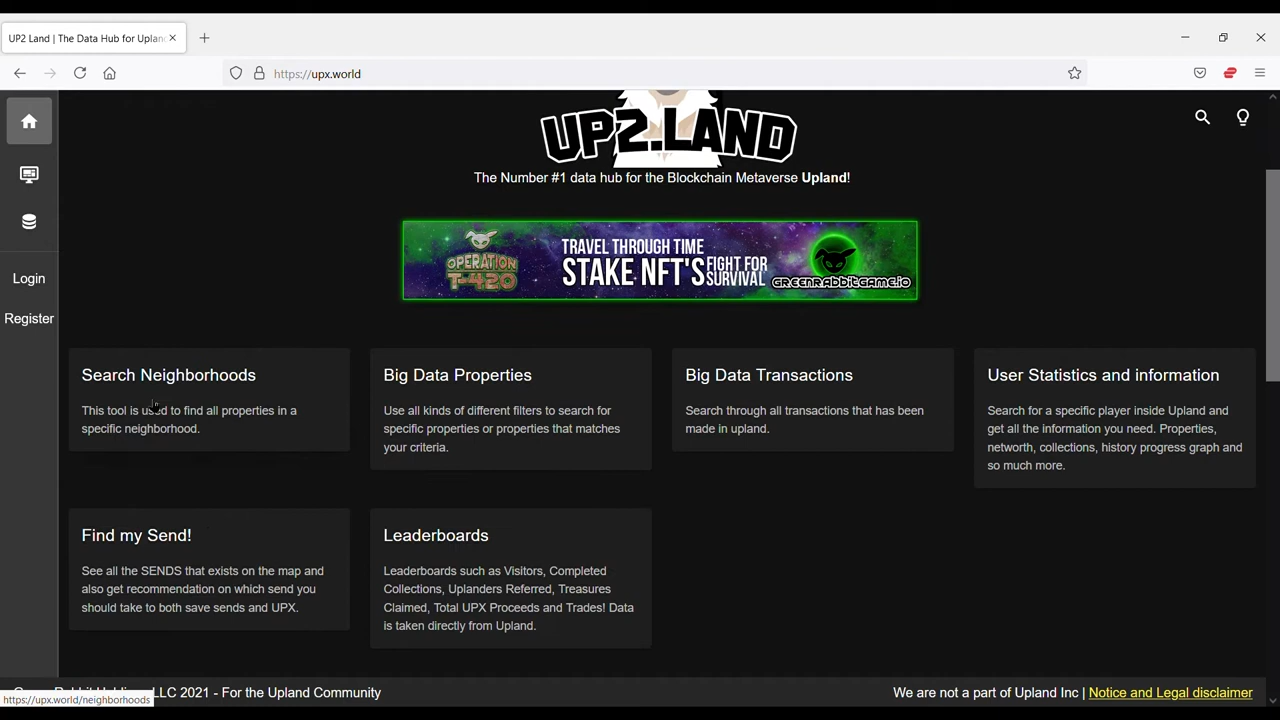 UP2 Land | The Data Hub for Uplan
https://upx.world
UP2.LAND
The Number #1 data hub for the Blockchain Metaverse Upland!
OPERATION
T-420
TRAVEL THROUGH TIME
STAKE NFT'S FIGHT FOR SURVIVAL
GREENRABBITGAME.IO
Login
Register
Search Neighborhoods
This tool is used to find all properties in a
specific neighborhood.
Big Data Properties
Use all kinds of different filters to search for
specific properties or properties that matches
your criteria.
Big Data Transactions
Search through all transactions that has been
made in upland.
User Statistics and information
Search for a specific player inside Upland and
get all the information you need. Properties,
networth, collections, history progress graph and
so much more.
Find my Send!
See all the SENDS that exists on the map and
also get recommendation on which send you
should take to both save sends and UPX.
Leaderboards
Leaderboards such as Visitors, Completed
Collections, Uplanders Referred, Treasures
Claimed, Total UPX Proceeds and Trades! Data
is taken directly from Upland.
LLC 2021 - For the Upland Community
We are not a part of Upland Inc | Notice and Legal disclaimer
https://upx.world/neighborhoods